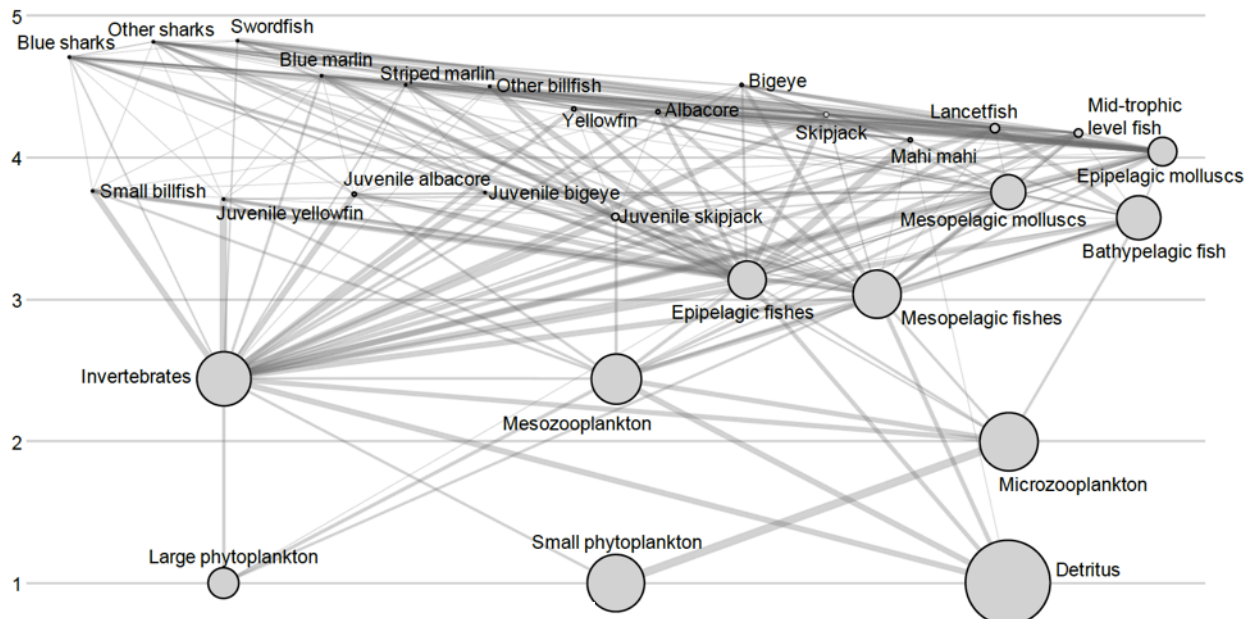 5
Other sharks
Swordfish
Blue sharks
Blue marlin
Striped marlin
Other billfish
Bigeye
Yellowfin
Albacore
Skipjack
Lancetfish
Mid-trophic
level fish
Mahi mahi
4
Epipelagic molluscs
Small billfish
Juvenile albacore
Juvenile bigeye
Juvenile yellowfin
Juvenile skipjack
Mesopelagic molluscs
Bathypelagic fish
3
Epipelagic fishes
Mesopelagic fishes
Invertebrates
Mesozooplankton
2
Microzooplankton
Large phytoplankton
Small phytoplankton
1
Detritus